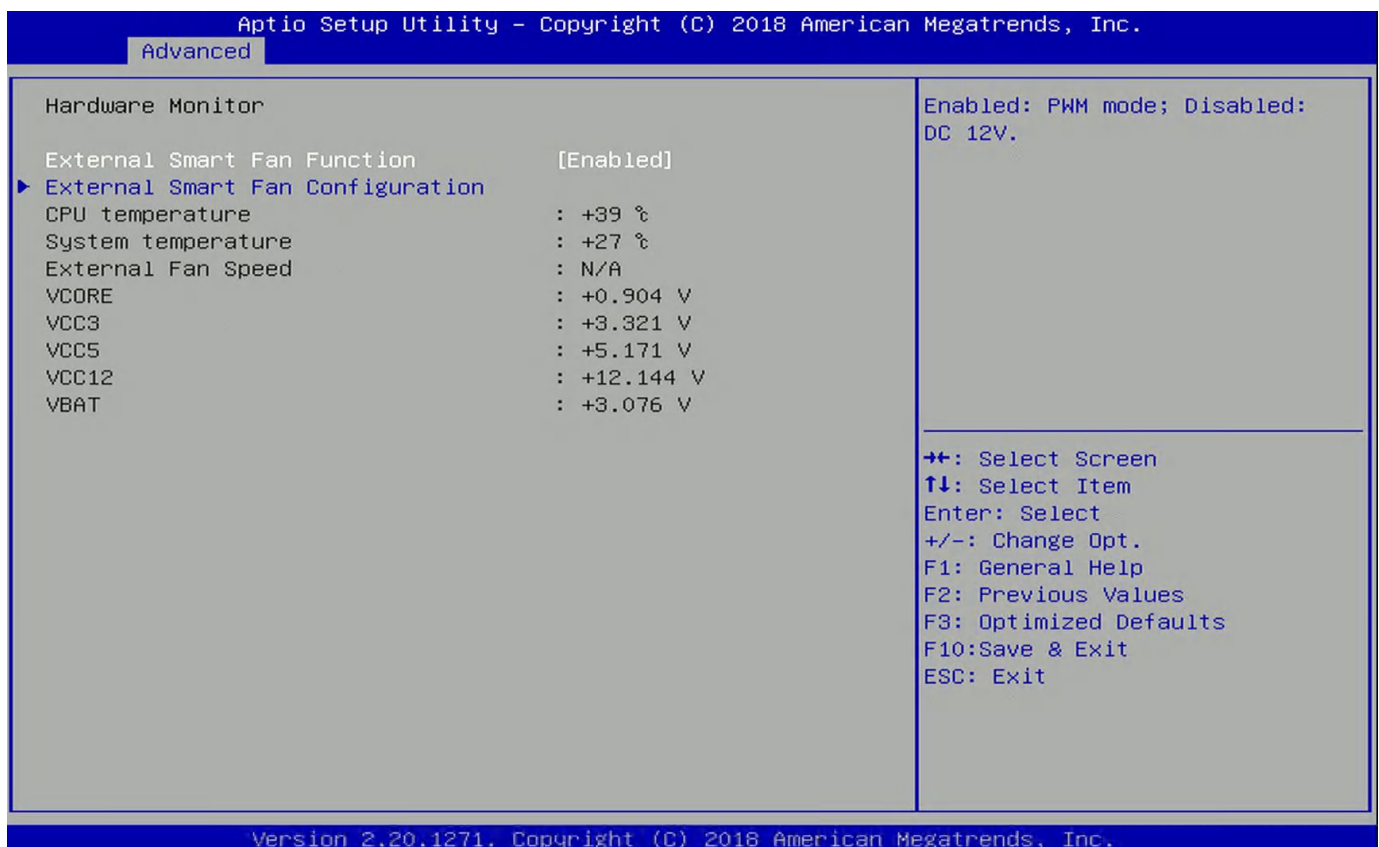 Aptio Setup Utility – Copyright (C) 2018 American Megatrends, Inc.
Advanced
Hardware Monitor
External Smart Fan Function [Enabled]
External Smart Fan Configuration
CPU temperature : +39 ℃
System temperature : +27 ℃
External Fan Speed : N/A
VCORE : +0.904 V
VCC3 : +3.321 V
VCC5 : +5.171 V
VCC12 : +12.144 V
VBAT : +3.076 V
Enabled: PWM mode; Disabled:
DC 12V.
→←: Select Screen
↑↓: Select Item
Enter: Select
+/-: Change Opt.
F1: General Help
F2: Previous Values
F3: Optimized Defaults
F10:Save & Exit
ESC: Exit
Version 2.20.1271. Copyright (C) 2018 American Megatrends, Inc.